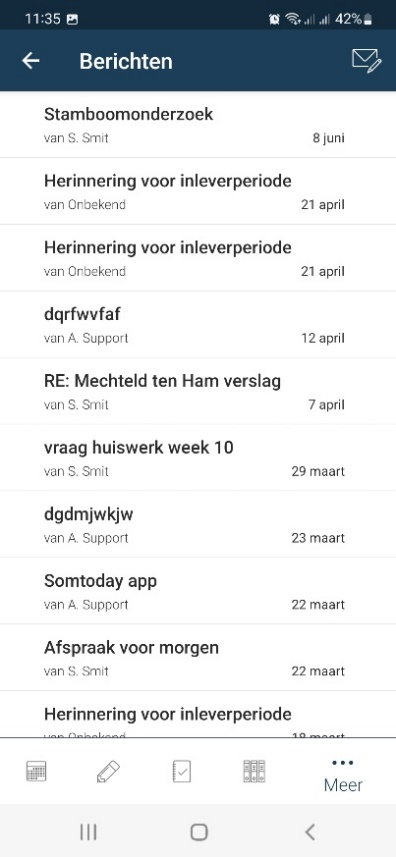 11:35 42%
Berichten
Stamboomonderzoek
van S. Smit 8 juni
Herinnering voor inleverperiode
van Onbekend 21 april
Herinnering voor inleverperiode
van Onbekend 21 april
dqrfwvfaf
van A. Support 12 april
RE: Mechteld ten Ham verslag
van S. Smit 7 april
vraag huiswerk week 10
van S. Smit 29 maart
dgdmjwkjw
van A. Support 23 maart
Somtoday app
van A. Support 22 maart
Afspraak voor morgen
van S. Smit 22 maart
Herinnering voor inleverperiode
van Onbekend 18 maart
Meer